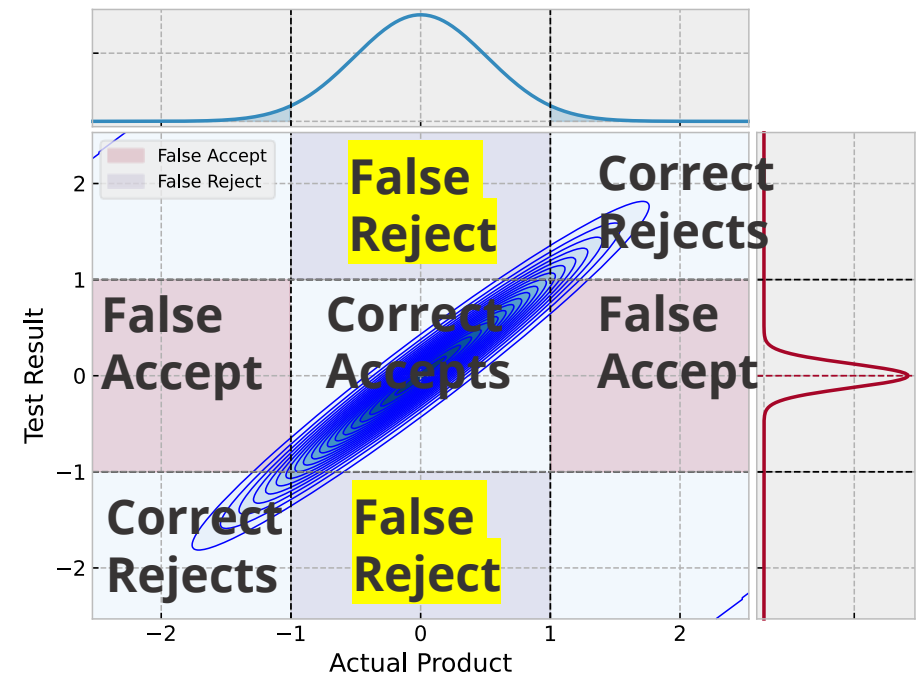 False Accept
False Reject
False
Reject
Correct
Rejects
False
Accept
Correct
Accepts
False
Accept
Correct
Rejects
False
Reject
2
1
0
−1
−2
Test Result
−2
−1
0
1
2
Actual Product